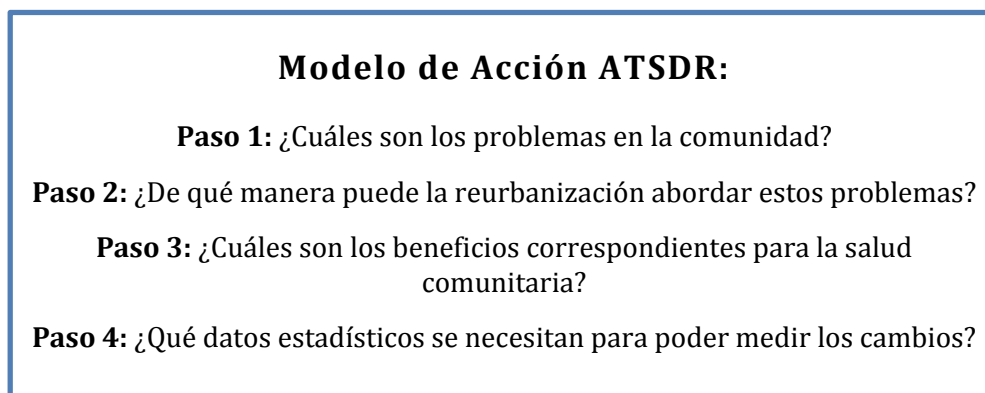 Modelo de Acción ATSDR:
Paso 1: ¿Cuáles son los problemas en la comunidad?
Paso 2: ¿De qué manera puede la reurbanización abordar estos problemas?
Paso 3: ¿Cuáles son los beneficios correspondientes para la salud
comunitaria?
Paso 4: ¿Qué datos estadísticos se necesitan para poder medir los cambios?